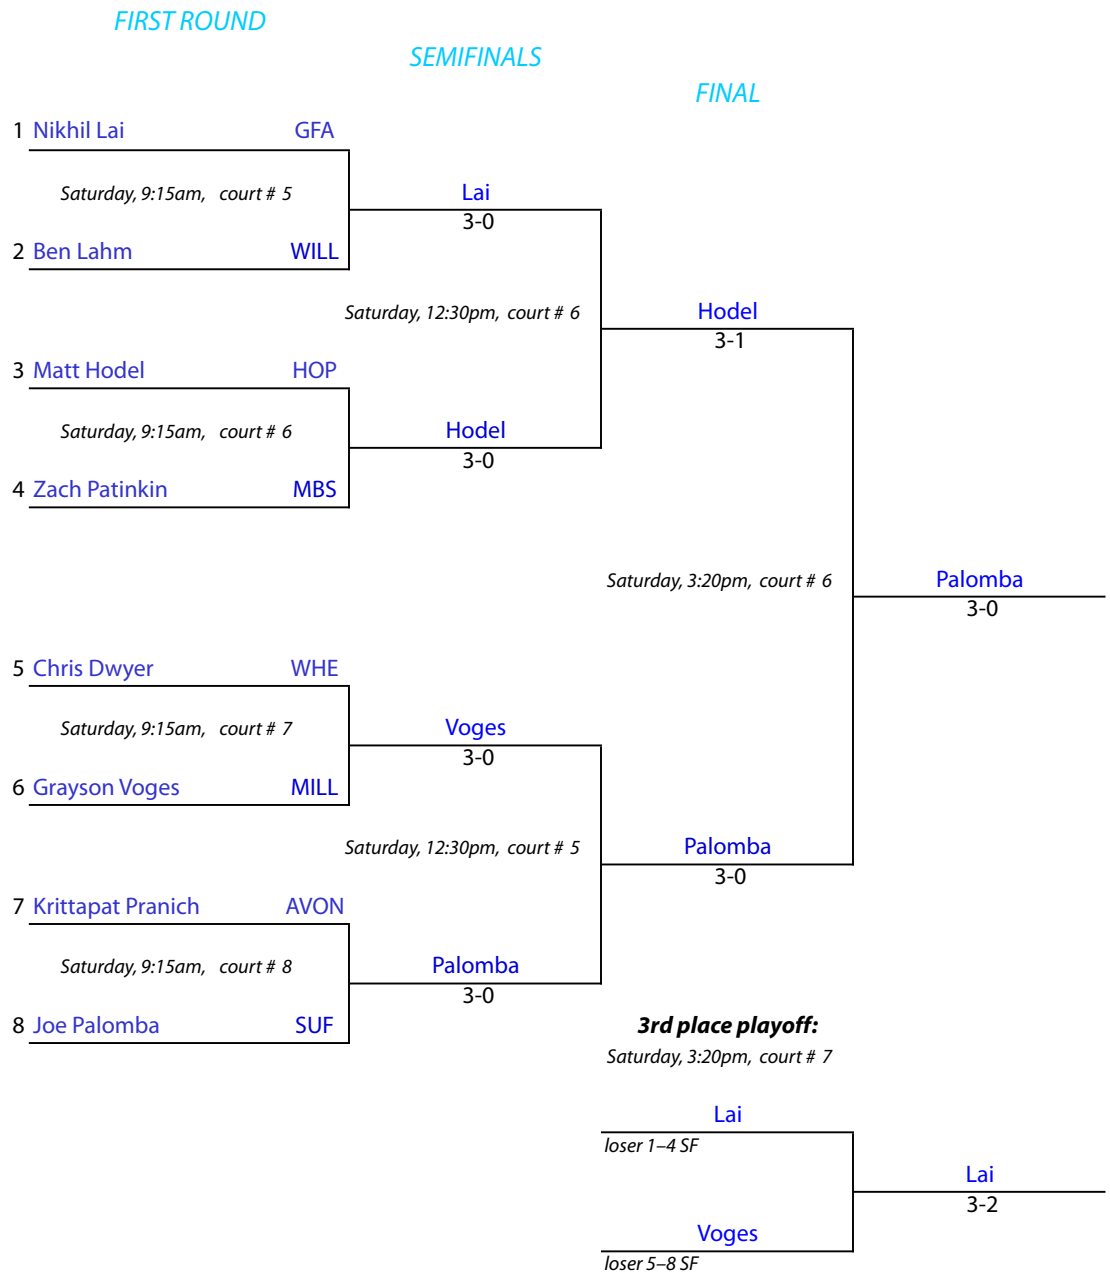 FIRST ROUND
SEMIFINALS
FINAL
1 Nikhil Lai GFA
Saturday, 9:15am, court # 5
Lai
3-0
2 Ben Lahm WILL
Saturday, 12:30pm, court # 6
Hodel
3-1
3 Matt Hodel HOP
Saturday, 9:15am, court # 6
Hodel
3-0
4 Zach Patinkin MBS
Saturday, 3:20pm, court # 6
Palomba
3-0
5 Chris Dwyer WHE
Saturday, 9:15am, court # 7
Voges
3-0
6 Grayson Voges MILL
Saturday, 12:30pm, court # 5
Palomba
3-0
7 Krittapat Pranich AVON
Saturday, 9:15am, court # 8
Palomba
3-0
8 Joe Palomba SUF
3rd place playoff:
Saturday, 3:20pm, court # 7
Lai
loser 1–4 SF
Lai
3-2
Voges
loser 5–8 SF